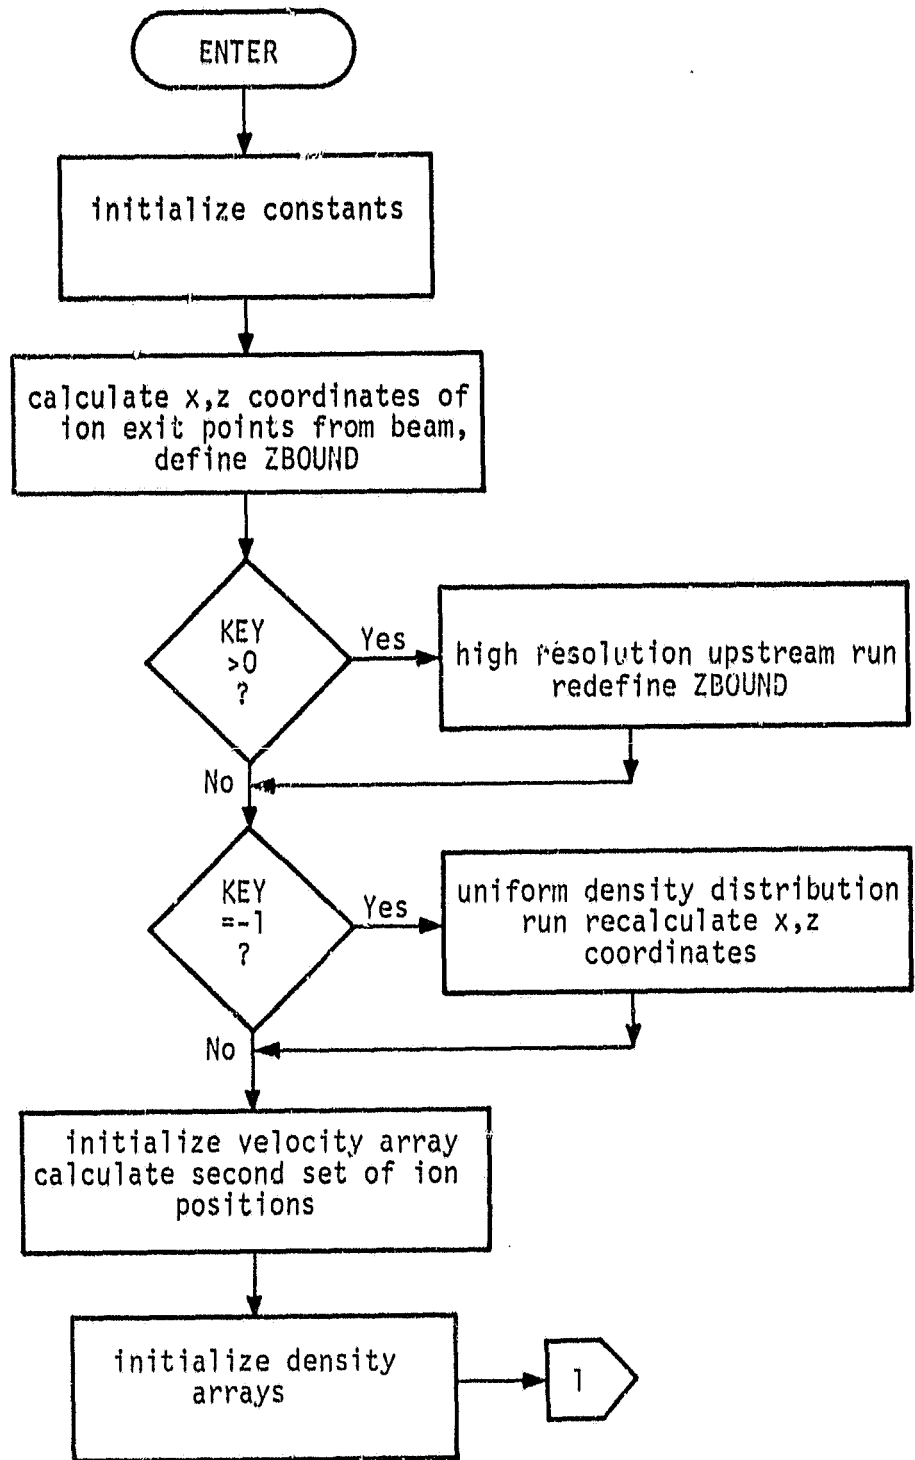 ENTER
initialize constants
calculate x,z coordinates of
ion exit points from beam,
define ZBOUND
KEY
>0
?
Yes
high resolution upstream run
redefine ZBOUND
No
KEY
=-1
?
Yes
uniform density distribution
run recalculate x,z
coordinates
No
initialize velocity array
calculate second set of ion
positions
initialize density
arrays
1